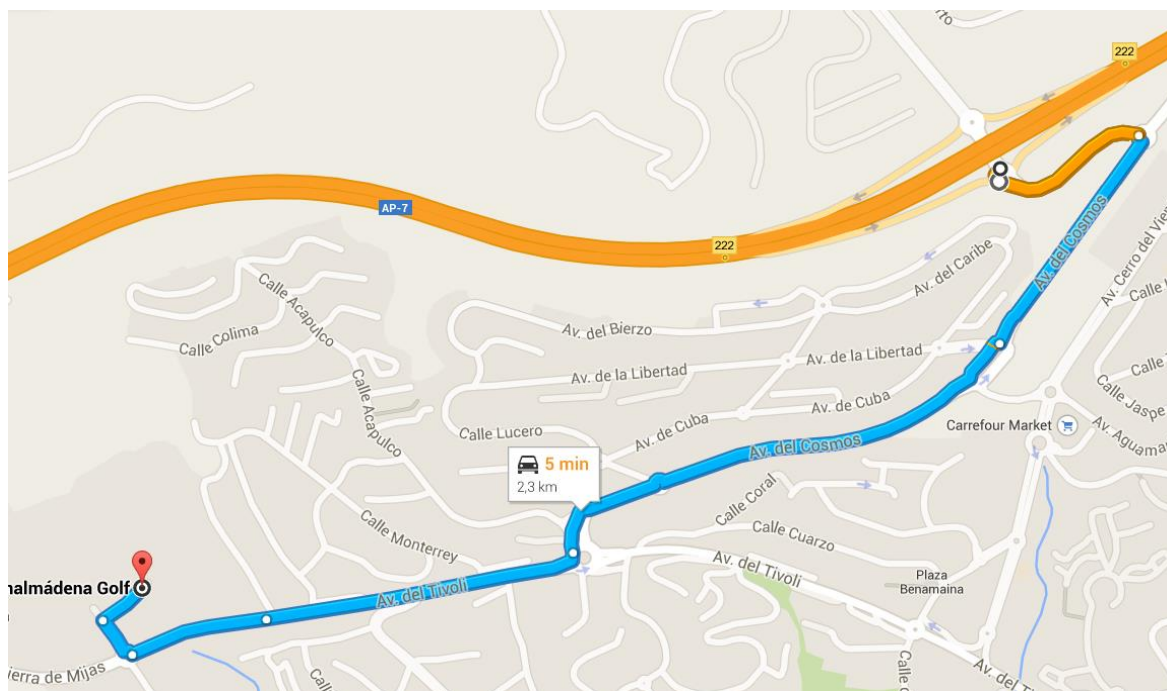 222
AP-7
222
Av. del Caribe
Av. del Cosmos
Av. Cerro del Vie
Calle
Calle Acapulco
Calle Colima
Av. del Bierzo
Av. de la Libertad
Av. de la Libertad
Calle
Calle Acapulco
Av. de Cuba
Av. de Cuba
Calle Jaspe
Calle Lucero
Carrefour Market
Av. Aguama
Av. del Cosmos
5 min
2,3 km
Calle Coral
Calle Monterrey
Calle Cuarzo
Av. del Tivoli
Plaza
Benamaina
nalmádena Golf
Av. del Tívoli
ierra de Mijas
Calle
Av. del Ti